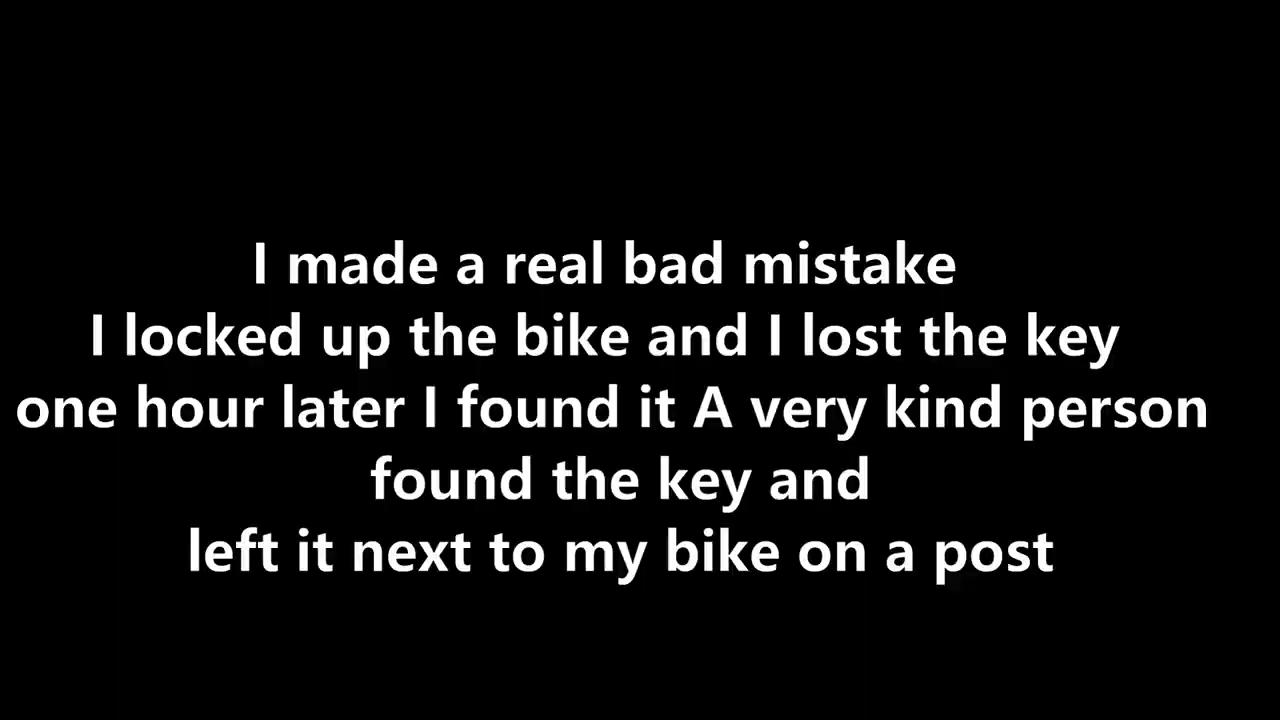 I made a real bad mistake
I locked up the bike and I lost the key
one hour later I found it A very kind person
found the key and
left it next to my bike on a post